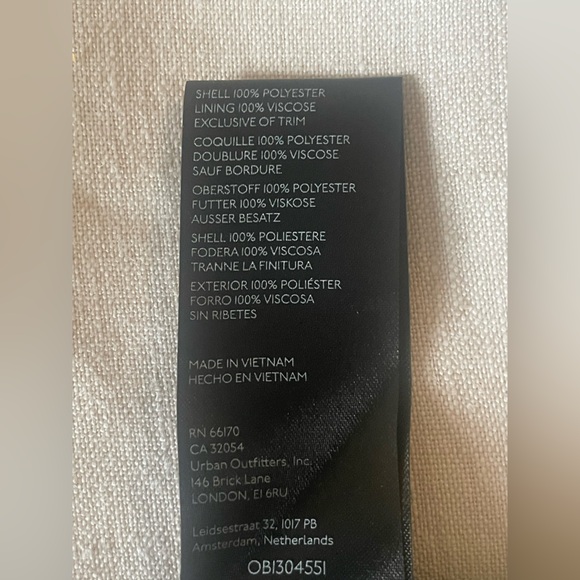 SHELL 100% POLYESTER
LINING 100% VISCOSE
EXCLUSIVE OF TRIM
COQUILLE 100% POLYESTER
DOUBLURE 100% VISCOSE
SAUF BORDURE
OBERSTOFF 100% POLYESTER
FUTTER 100% VISKOSE
AUSSER BESATZ
SHELL 100% POLIESTERE
FODERA 100% VISCOSA
TRANNE LA FINITURA
EXTERIOR 100% POLIÉSTER
FORRO 100% VISCOSA
SIN RIBETES
MADE IN VIETNAM
HECHO EN VIETNAM
RN 66170
CA 32054
Urban Outfitters, Inc.
146 Brick Lane
LONDON, E1 6RU
Leidsestraat 32, 1017 PB
Amsterdam, Netherlands
OB1304551